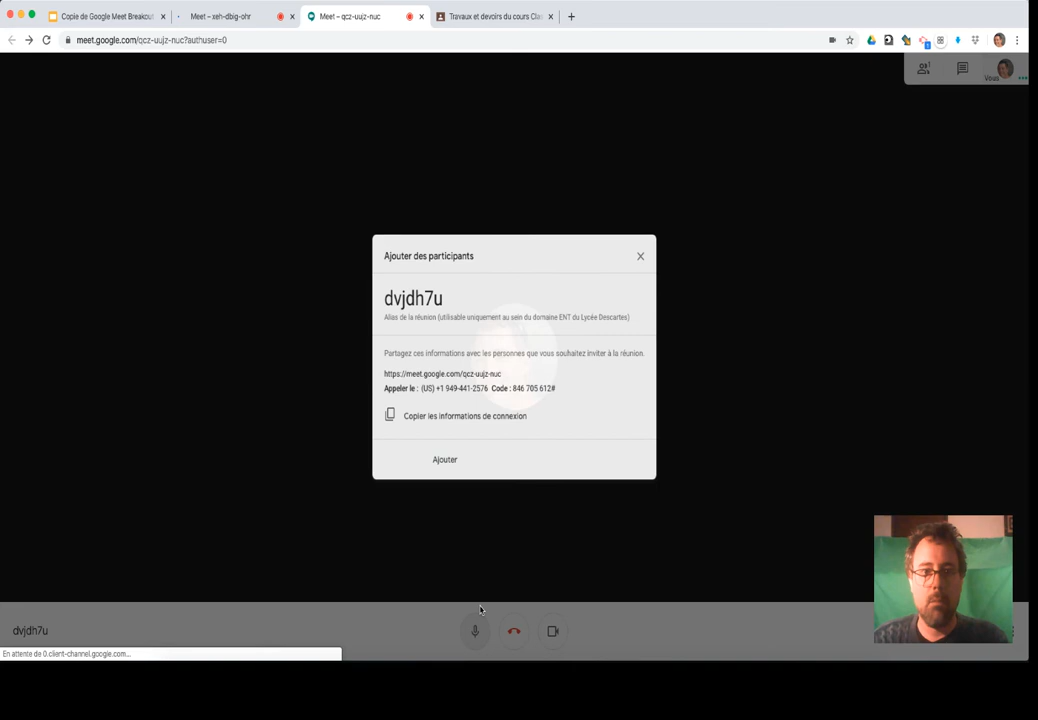 Copie de Google Meet Breakout
Meet – xeh-dbig-ohr
Meet – qcz-uujz-nuc
Travaux et devoirs du cours Clas
meet.google.com/qcz-uujz-nuc?authuser=0
1
Vous
Ajouter des participants
dvjdh7u
Alias de la réunion (utilisable uniquement au sein du domaine ENT du Lycée Descartes)
Partagez ces informations avec les personnes que vous souhaitez inviter à la réunion.
https://meet.google.com/qcz-uujz-nuc
Appeler le : (US) +1 949-441-2576 Code : 846 705 612#
Copier les informations de connexion
Ajouter
dvjdh7u
En attente de 0.client-channel.google.com...